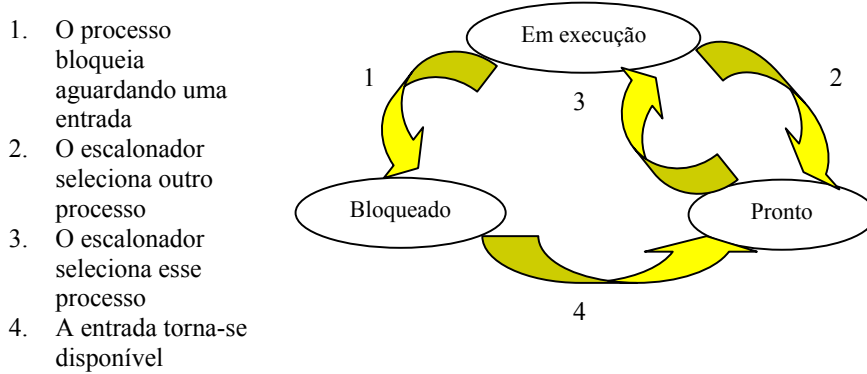 1. O processo
bloqueia
aguardando uma
entrada
2. O escalonador
seleciona outro
processo
3. O escalonador
seleciona esse
processo
4. A entrada torna-se
disponível
Em execução
1
2
3
Bloqueado
Pronto
4